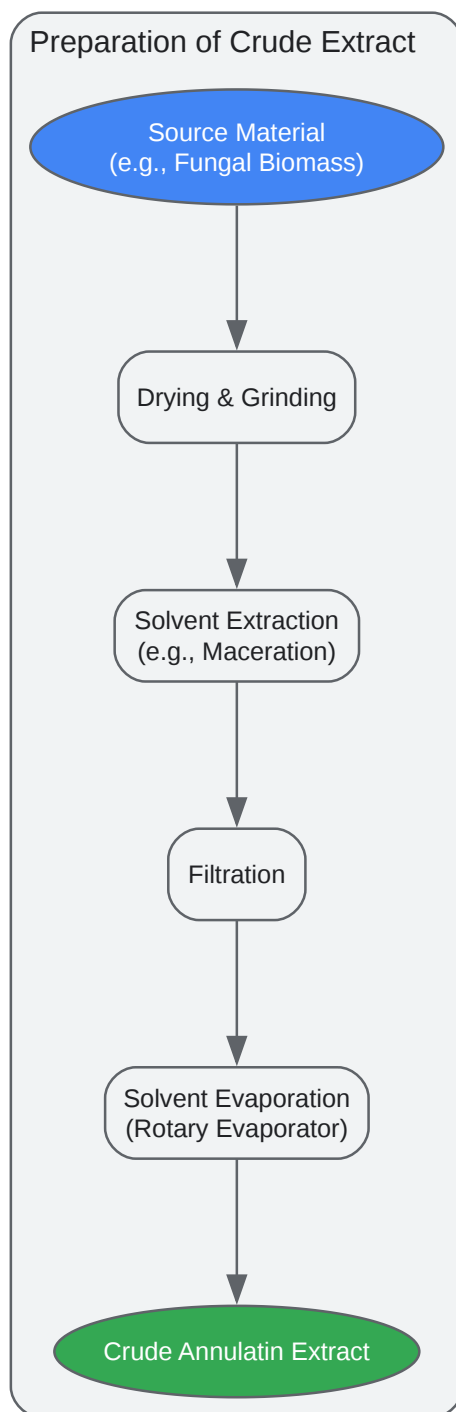 Preparation of Crude Extract
Source Material
(e.g., Fungal Biomass)
Drying & Grinding
Solvent Extraction
(e.g., Maceration)
Filtration
Solvent Evaporation
(Rotary Evaporator)
Crude Annulatin Extract